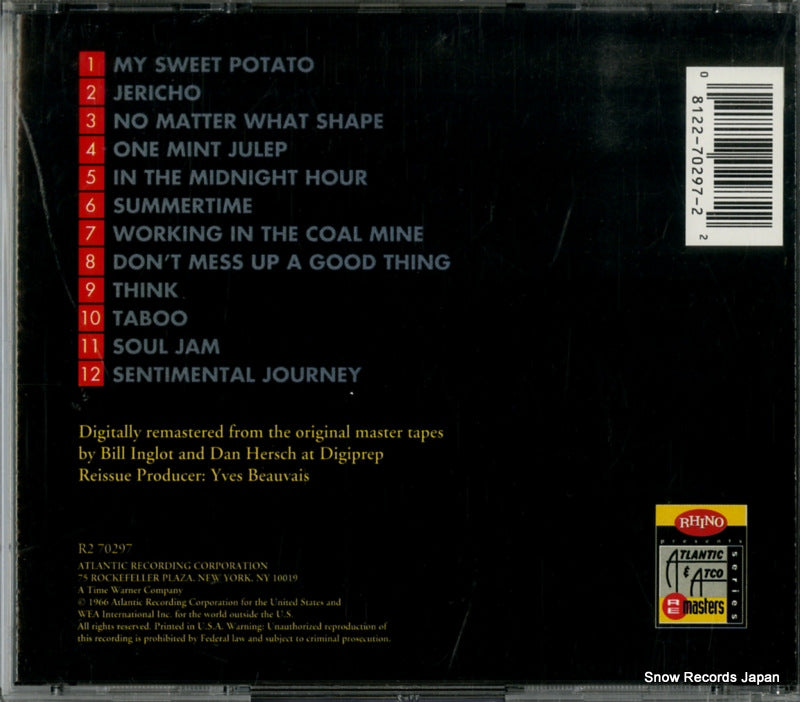 1 MY SWEET POTATO
2 JERICHO
3 NO MATTER WHAT SHAPE
4 ONE MINT JULEP
5 IN THE MIDNIGHT HOUR
6 SUMMERTIME
7 WORKING IN THE COAL MINE
8 DON'T MESS UP A GOOD THING
9 THINK
10 TABOO
11 SOUL JAM
12 SENTIMENTAL JOURNEY
0 8122-70297-2 2
Digitally remastered from the original master tapes
by Bill Inglot and Dan Hersch at Digiprep
Reissue Producer: Yves Beauvais
R2 70297
ATLANTIC RECORDING CORPORATION
75 ROCKEFELLER PLAZA, NEW YORK, NY 10019
A Time Warner Company
© 1966 Atlantic Recording Corporation for the United States and
WEA International Inc. for the world outside the U.S.
All rights reserved. Printed in U.S.A. Warning: Unauthorized reproduction of
this recording is prohibited by Federal law and subject to criminal prosecution.
RHINO
presents
ATLANTIC
& ATCO
RE masters
series
Snow Records Japan